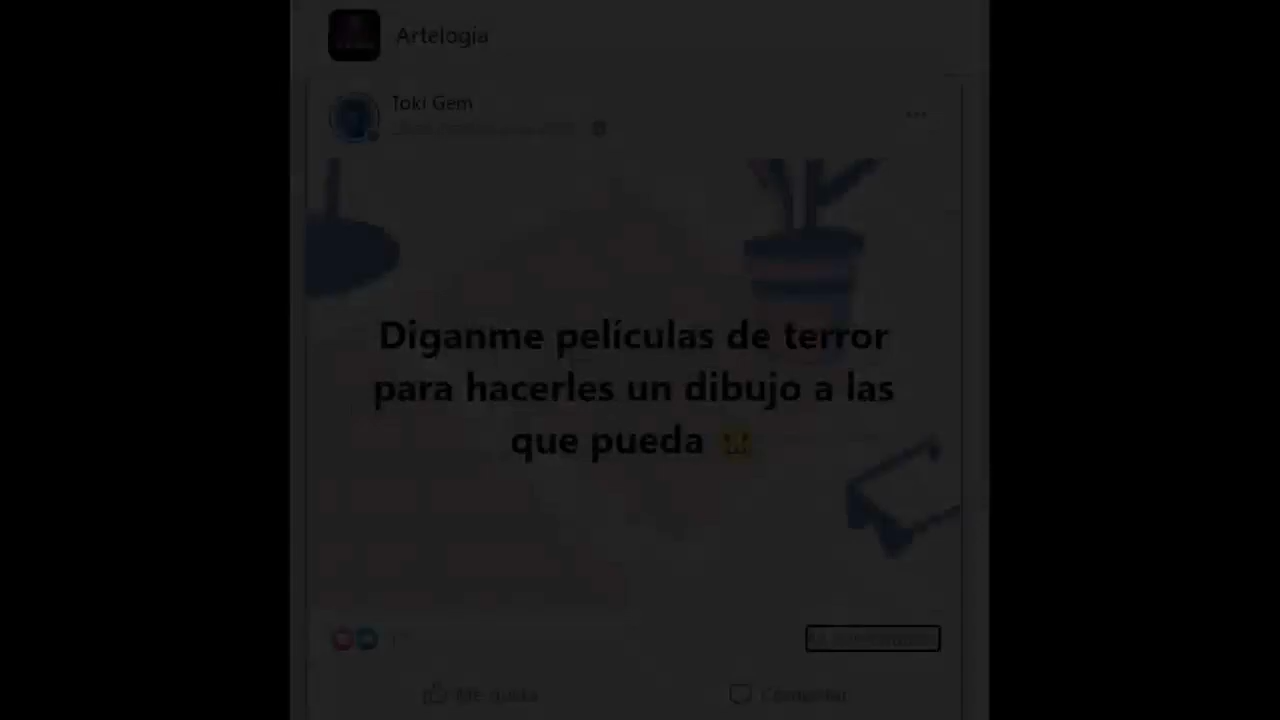 Artelogia
Toki Gem
Diganme películas de terror
para hacerles un dibujo a las
que pueda
Me gusta
Comentar